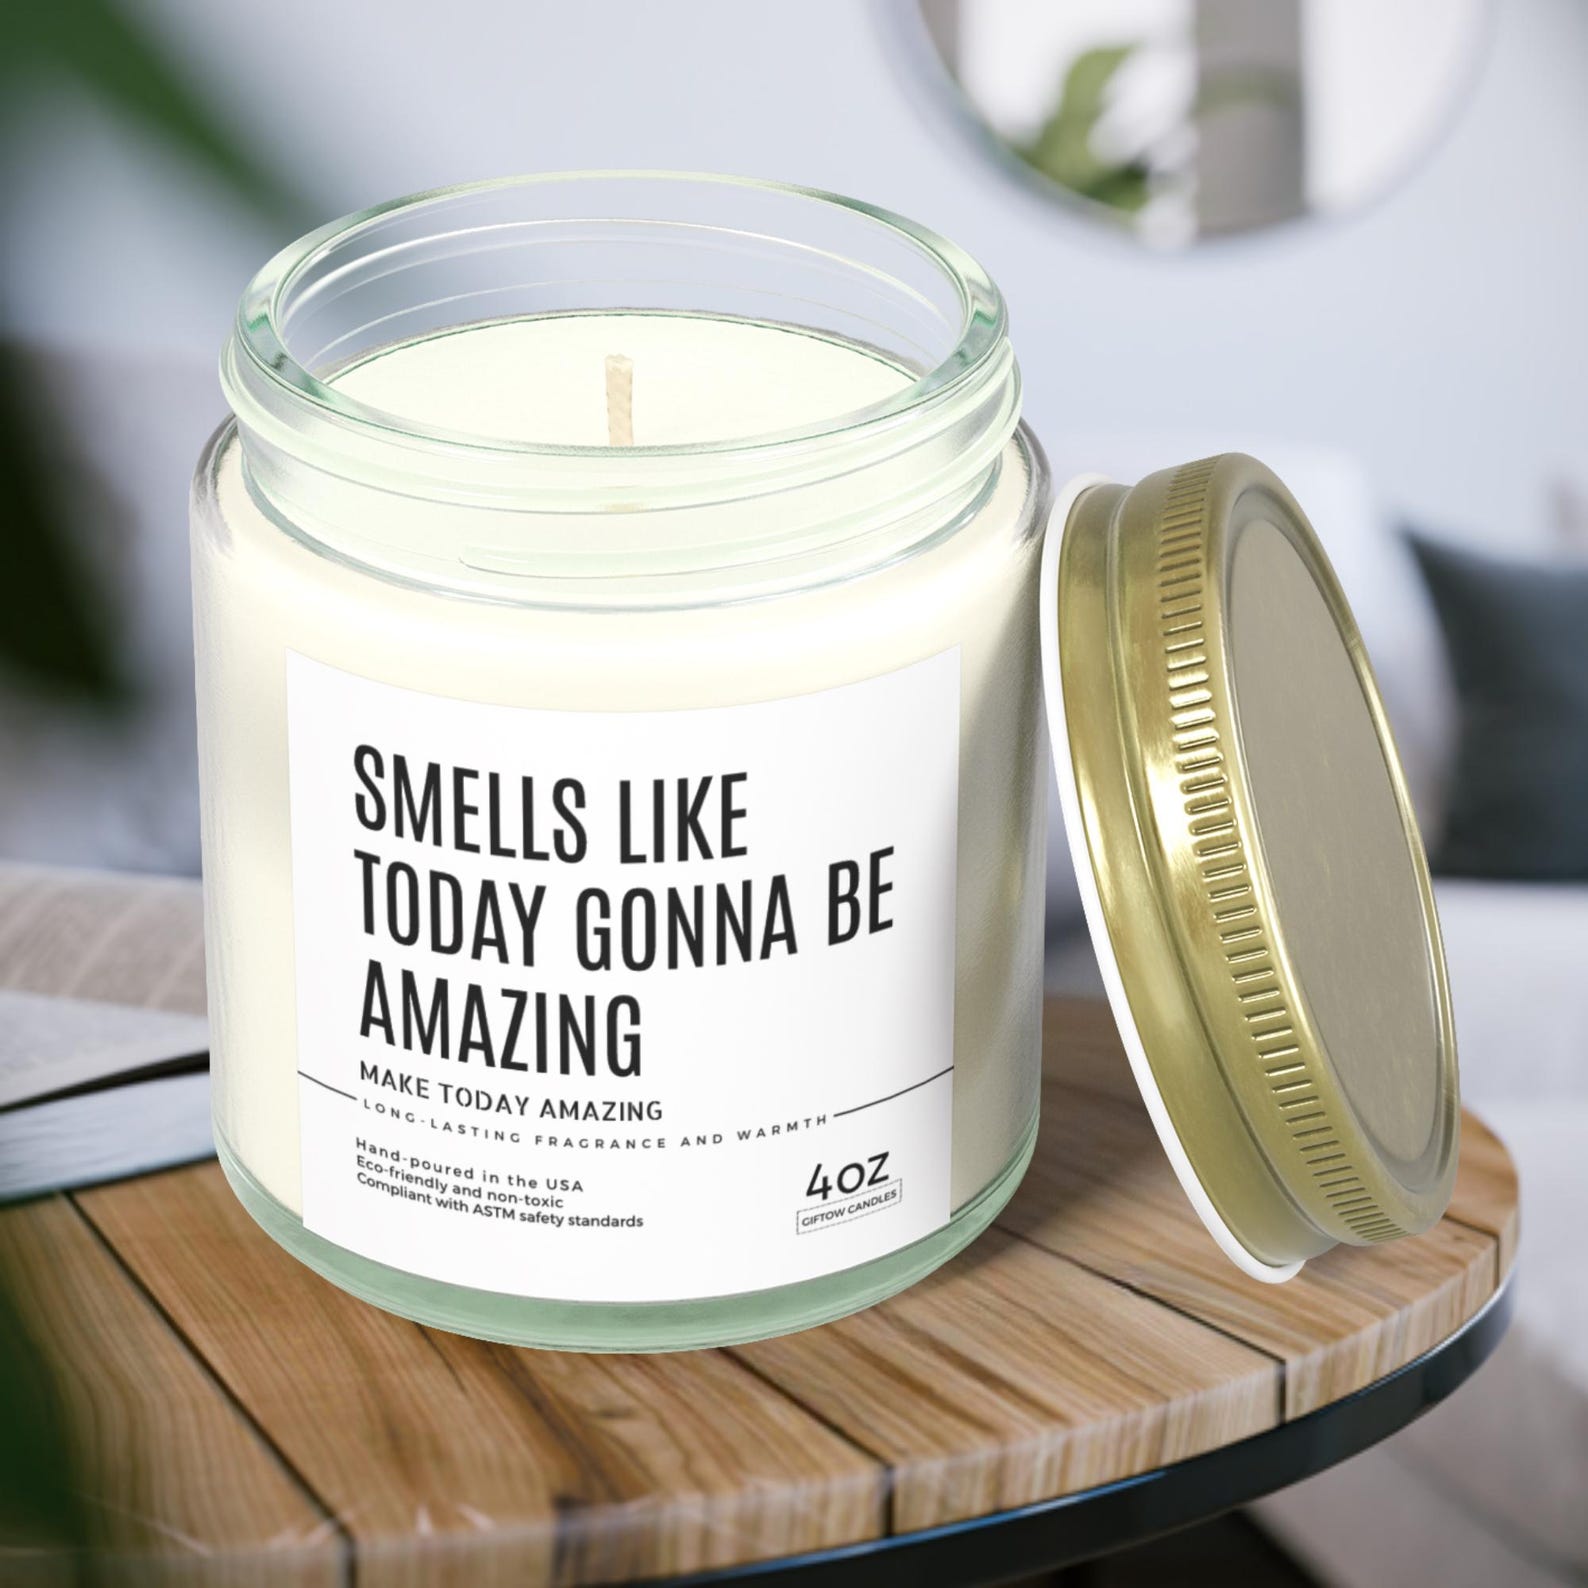 SMELLS LIKE
TODAY GONNA BE
AMAZING
MAKE TODAY AMAZING
LONG-LASTING FRAGRANCE AND WARMTH
Hand-poured in the USA
Eco-friendly and non-toxic
Compliant with ASTM safety standards
4OZ
GIFTOW CANDLES